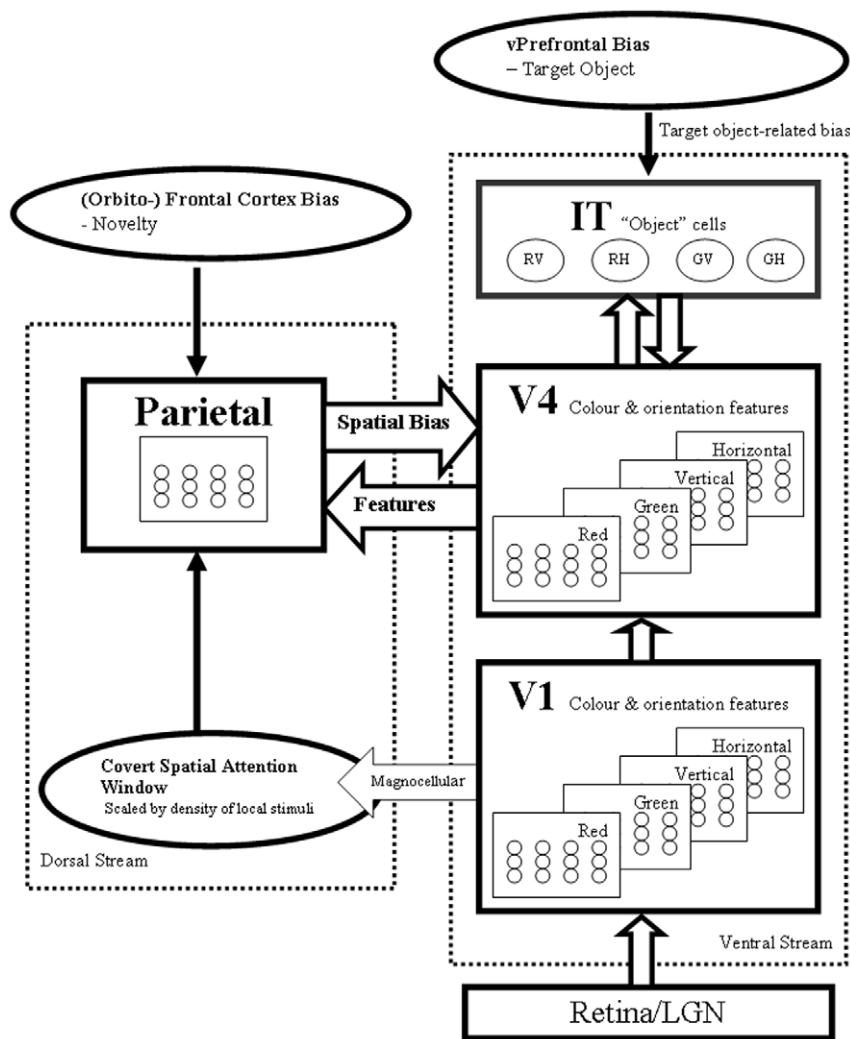 vPrefrontal Bias
– Target Object
Target object-related bias
(Orbito-) Frontal Cortex Bias
- Novelty
IT "Object" cells
RV RH GV GH
Parietal
Spatial Bias
Features
V4 Colour & orientation features
Horizontal
Vertical
Green
Red
V1 Colour & orientation features
Horizontal
Vertical
Green
Red
Covert Spatial Attention
Window
Scaled by density of local stimuli
Magnocellular
Dorsal Stream
Ventral Stream
Retina/LGN